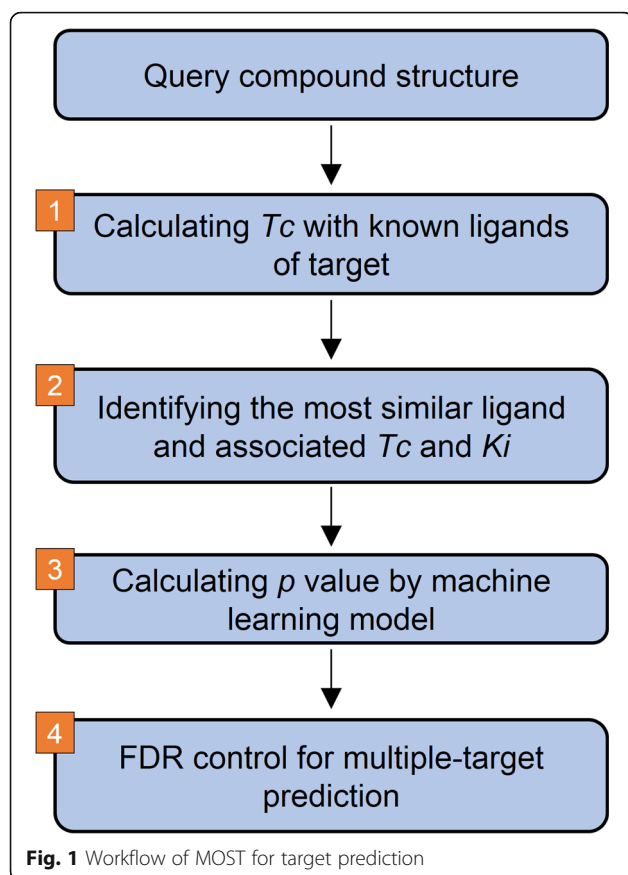 Query compound structure
1
Calculating Tc with known ligands
of target
2
Identifying the most similar ligand
and associated Tc and Ki
3
Calculating p value by machine
learning model
4
FDR control for multiple-target
prediction
Fig. 1 Workflow of MOST for target prediction